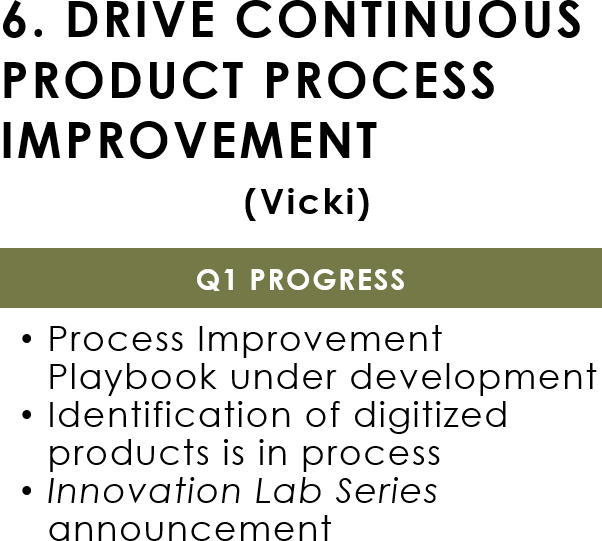 6. DRIVE CONTINUOUS
PRODUCT PROCESS
IMPROVEMENT
(Vicki)
Q1 PROGRESS
• Process Improvement
Playbook under development
• Identification of digitized
products is in process
• Innovation Lab Series
announcement